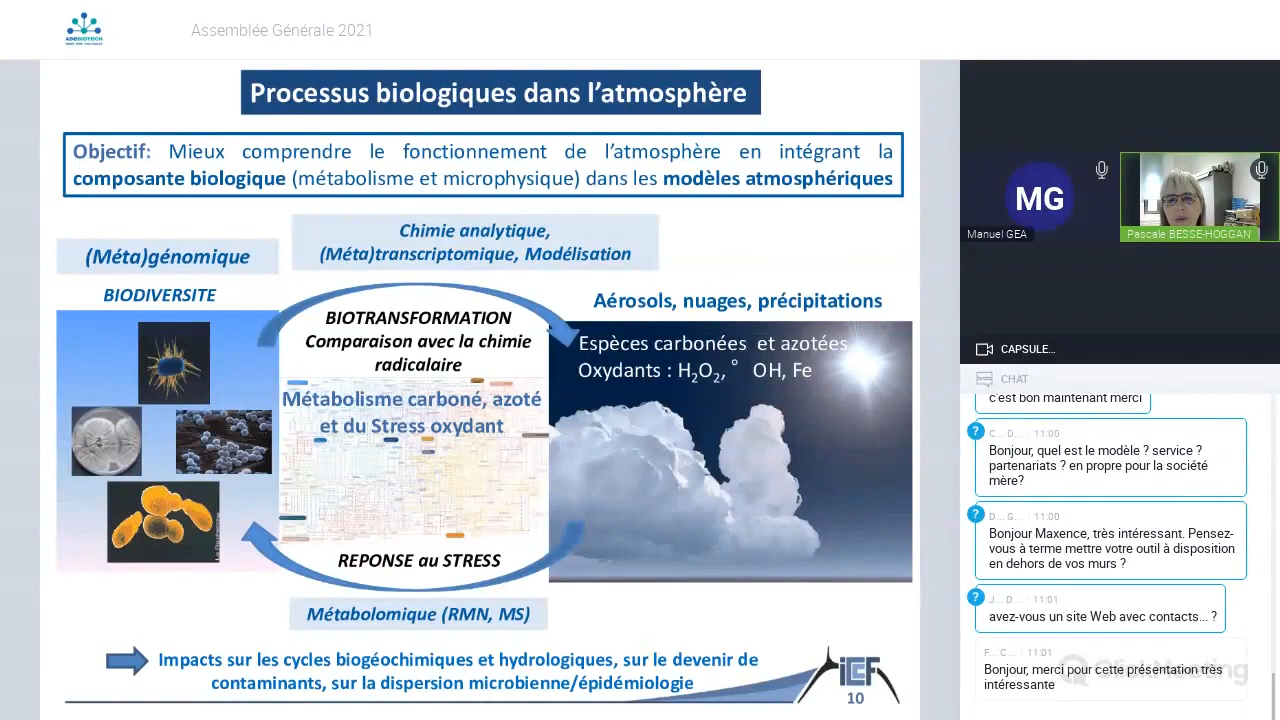 ADEBIOTECH
Assemblée Générale 2021
Processus biologiques dans l’atmosphère
Objectif: Mieux comprendre le fonctionnement de l’atmosphère en intégrant la
composante biologique (métabolisme et microphysique) dans les modèles atmosphériques
Chimie analytique,
(Méta)transcriptomique, Modélisation
(Méta)génomique
BIODIVERSITE
Aérosols, nuages, précipitations
BIOTRANSFORMATION
Comparaison avec la chimie
radicalaire
Espèces carbonées et azotées
Oxydants : H2O2, ° OH, Fe
Métabolisme carboné, azoté
et du Stress oxydant
REPONSE au STRESS
Métabolomique (RMN, MS)
Impacts sur les cycles biogéochimiques et hydrologiques, sur le devenir de
contaminants, sur la dispersion microbienne/épidémiologie
iCCF
10
MG
Manuel GEA
Pascale BESSE-HOGGAN
CAPSULE...
CHAT
c'est bon maintenant merci
? C... D... 11:00
Bonjour, quel est le modèle ? service ?
partenariats ? en propre pour la société
mère?
? D... G... 11:00
Bonjour Maxence, très intéressant. Pensez-
vous à terme mettre votre outil à disposition
en dehors de vos murs ?
? J... D... 11:01
avez-vous un site Web avec contacts... ?
F... C... 11:01
Bonjour, merci pour cette présentation très
intéressante
ClickMeeting